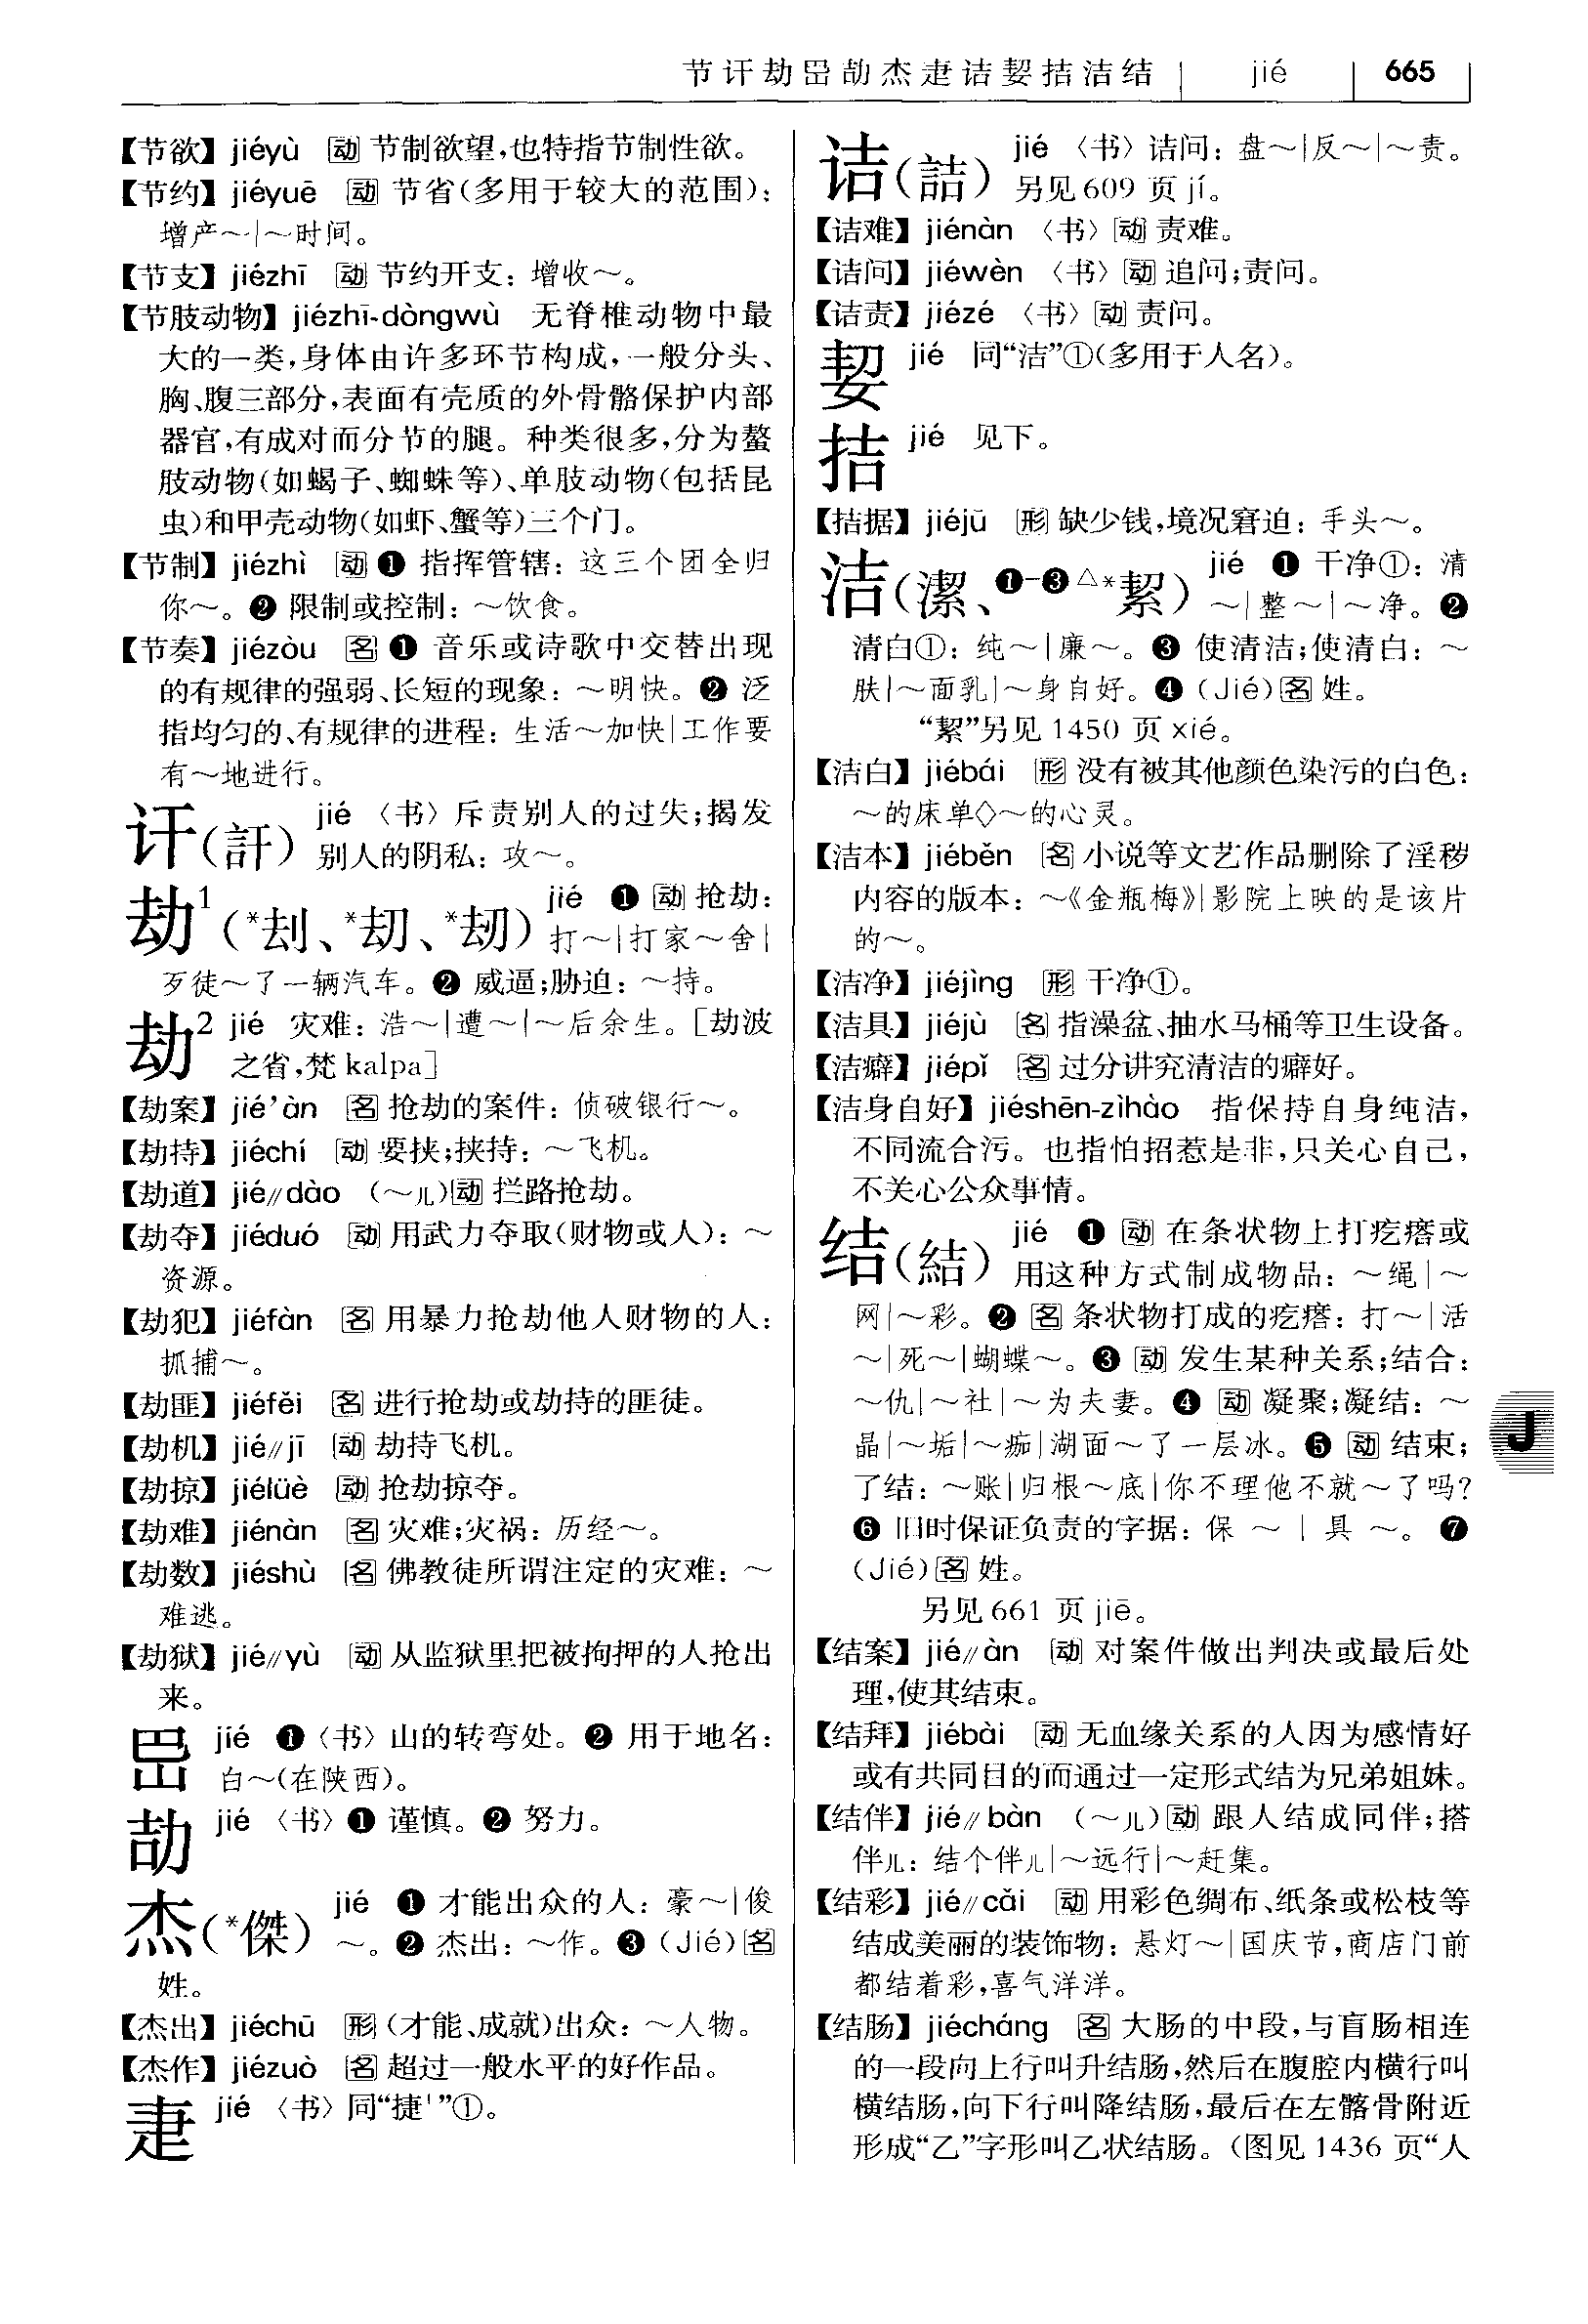 节讦劫岊劼杰疌诘䂮拮洁结 jié 665
【节欲】 jiéyù 动 节制欲望,也特指节制性欲。
【节约】 jiéyuē 动 节省(多用于较大的范围):
增产～|～时间。
【节支】 jiézhī 动 节约开支:增收～。
【节肢动物】 jiézhī-dòngwù 无脊椎动物中最
大的一类,身体由许多环节构成,一般分头、
胸、腹三部分,表面有壳质的外骨骼保护内部
器官,有成对而分节的腿。种类很多,分为螯
肢动物(如蝎子、蜘蛛等)、单肢动物(包括昆
虫)和甲壳动物(如虾、蟹等)三个门。
【节制】 jiézhì 动 ❶ 指挥管辖:这三个团全归
你～。❷ 限制或控制:～饮食。
【节奏】 jiézòu 名 ❶ 音乐或诗歌中交替出现
的有规律的强弱、长短的现象:～明快。❷ 泛
指均匀的、有规律的进程:生活～加快|工作要
有～地进行。
讦(訐) jié 〈书〉斥责别人的过失;揭发
别人的阴私:攻～。
劫1(*刦、*刧、*刼) jié ❶ 动 抢劫:
打～|打家～舍|
歹徒～了一辆汽车。❷ 威逼;胁迫:～持。
劫2 jié 灾难:浩～|遭～|～后余生。[劫波
之省,梵 kalpa]
【劫案】 jié’àn 名 抢劫的案件:侦破银行～。
【劫持】 jiéchí 动 要挟;挟持:～飞机。
【劫道】 jié∥dào (～儿)动 拦路抢劫。
【劫夺】 jiéduó 动 用武力夺取(财物或人):～
资源。
【劫犯】 jiéfàn 名 用暴力抢劫他人财物的人:
抓捕～。
【劫匪】 jiéfěi 名 进行抢劫或劫持的匪徒。
【劫机】 jié∥jī 动 劫持飞机。
【劫掠】 jiélüè 动 抢劫掠夺。
【劫难】 jiénàn 名 灾难;灾祸:历经～。
【劫数】 jiéshù 名 佛教徒所谓注定的灾难:～
难逃。
【劫狱】 jié∥yù 动 从监狱里把被拘押的人抢出
来。
岊 jié ❶〈书〉山的转弯处。❷ 用于地名:
白～(在陕西)。
劼 jié 〈书〉❶ 谨慎。❷ 努力。
杰(*傑) jié ❶ 才能出众的人:豪～|俊
～。❷ 杰出:～作。❸ (Jié)名
姓。
【杰出】 jiéchū 形 (才能、成就)出众:～人物。
【杰作】 jiézuò 名 超过一般水平的好作品。
疌 jié 〈书〉同“捷1”①。
诘(詰) jié 〈书〉诘问:盘～|反～|～责。
另见609 页 jí。
【诘难】 jiénàn 〈书〉动 责难。
【诘问】 jiéwèn 〈书〉动 追问;责问。
【诘责】 jiézé 〈书〉动 责问。
jié 同“洁”①(多用于人名)。
拮 jié 见下。
【拮据】 jiéjū 形 缺少钱,境况窘迫:手头～。
洁(潔、❶-❸△*絜) jié ❶ 干净①:清
～|整～|～净。❷
清白①:纯～|廉～。❸ 使清洁;使清白:～
肤|～面乳|～身自好。❹ (Jié)名 姓。
“絜”另见 1450 页 xié。
【洁白】 jiébái 形 没有被其他颜色染污的白色:
～的床单◇～的心灵。
【洁本】 jiéběn 名 小说等文艺作品删除了淫秽
内容的版本:～《金瓶梅》|影院上映的是该片
的～。
【洁净】 jiéjìng 形 干净①。
【洁具】 jiéjù 名 指澡盆、抽水马桶等卫生设备。
【洁癖】 jiépǐ 名 过分讲究清洁的癖好。
【洁身自好】 jiéshēn-zìhào 指保持自身纯洁,
不同流合污。也指怕招惹是非,只关心自己,
不关心公众事情。
结(結) jié ❶ 动 在条状物上打疙瘩或
用这种方式制成物品:～绳|～
网|～彩。❷ 名 条状物打成的疙瘩:打～|活
～|死～|蝴蝶～。❸ 动 发生某种关系;结合:
～仇|～社|～为夫妻。❹ 动 凝聚;凝结:～
晶|～垢|～痂|湖面～了一层冰。❺ 动 结束;
了结:～账|归根～底|你不理他不就～了吗?
❻ 旧时保证负责的字据:保～|具～。❼
(Jié)名 姓。
另见 661 页 jiē。
【结案】 jié∥àn 动 对案件做出判决或最后处
理,使其结束。
【结拜】 jiébài 动 无血缘关系的人因为感情好
或有共同目的而通过一定形式结为兄弟姐妹。
【结伴】 jié∥bàn (～儿)动 跟人结成同伴;搭
伴儿:结个伴儿|～远行|～赶集。
【结彩】 jié∥cǎi 动 用彩色绸布、纸条或松枝等
结成美丽的装饰物:悬灯～|国庆节,商店门前
都结着彩,喜气洋洋。
【结肠】 jiécháng 名 大肠的中段,与盲肠相连
的一段向上行叫升结肠,然后在腹腔内横行叫
横结肠,向下行叫降结肠,最后在左髂骨附近
形成“乙”字形叫乙状结肠。(图见 1436 页“人
J